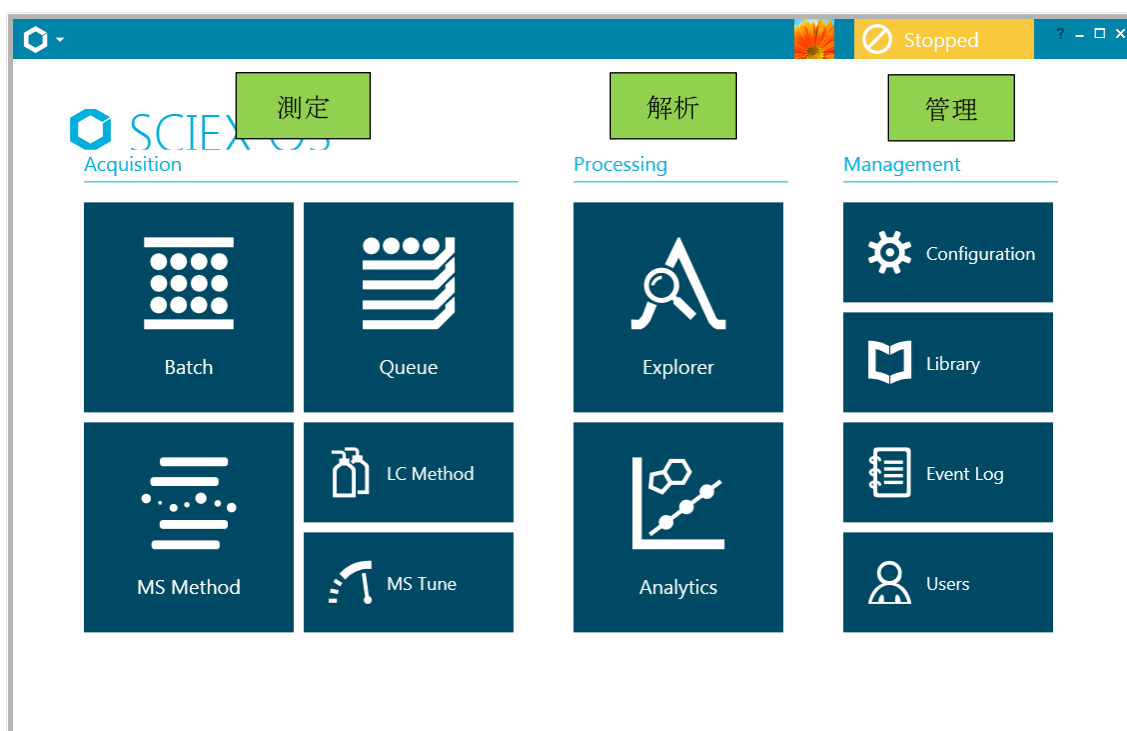 Stopped
?
測定
解析
管理
SCIEX OS
Acquisition
Processing
Management
Batch
Queue
Explorer
Configuration
Library
MS Method
LC Method
MS Tune
Analytics
Event Log
Users